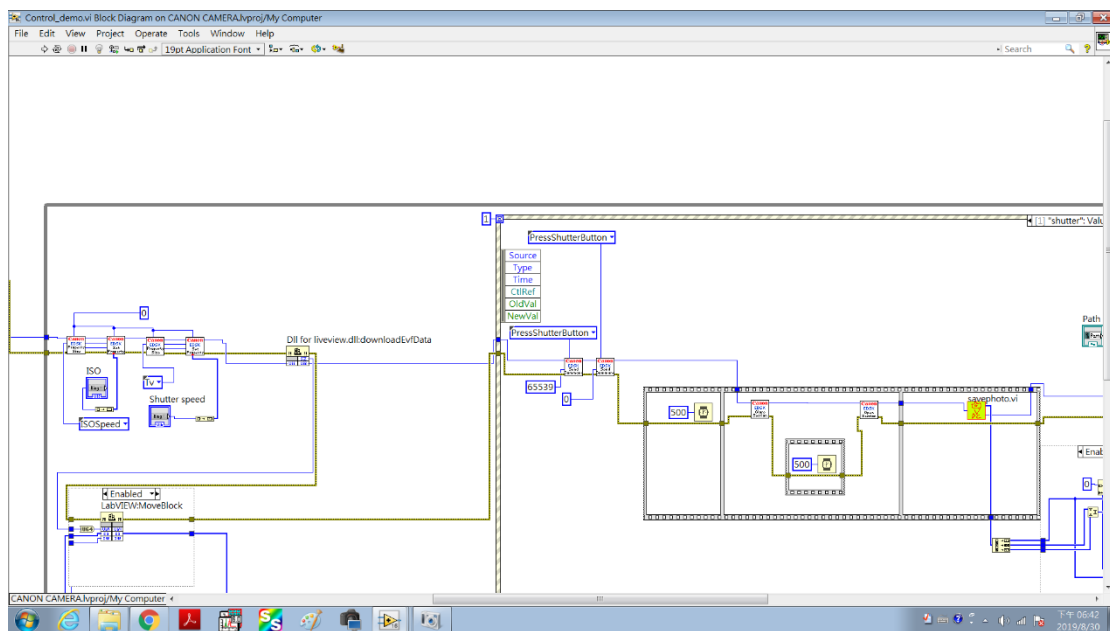 Control_demo.vi Block Diagram on CANON CAMERA.lvproj/My Computer
File Edit View Project Operate Tools Window Help
19pt Application Font
Search
1
[1] "shutter": Valu
PressShutterButton
Source
Type
Time
CtlRef
OldVal
NewVal
0
Dll for liveview.dll:downloadEvfData
PressShutterButton
Path
ISO
Tv
Shutter speed
65539
0
ISOSpeed
500
savephoto.vi
500
Enab
Enabled
LabVIEW:MoveBlock
0
CANON CAMERA.lvproj/My Computer
下午 06:42
2019/8/30